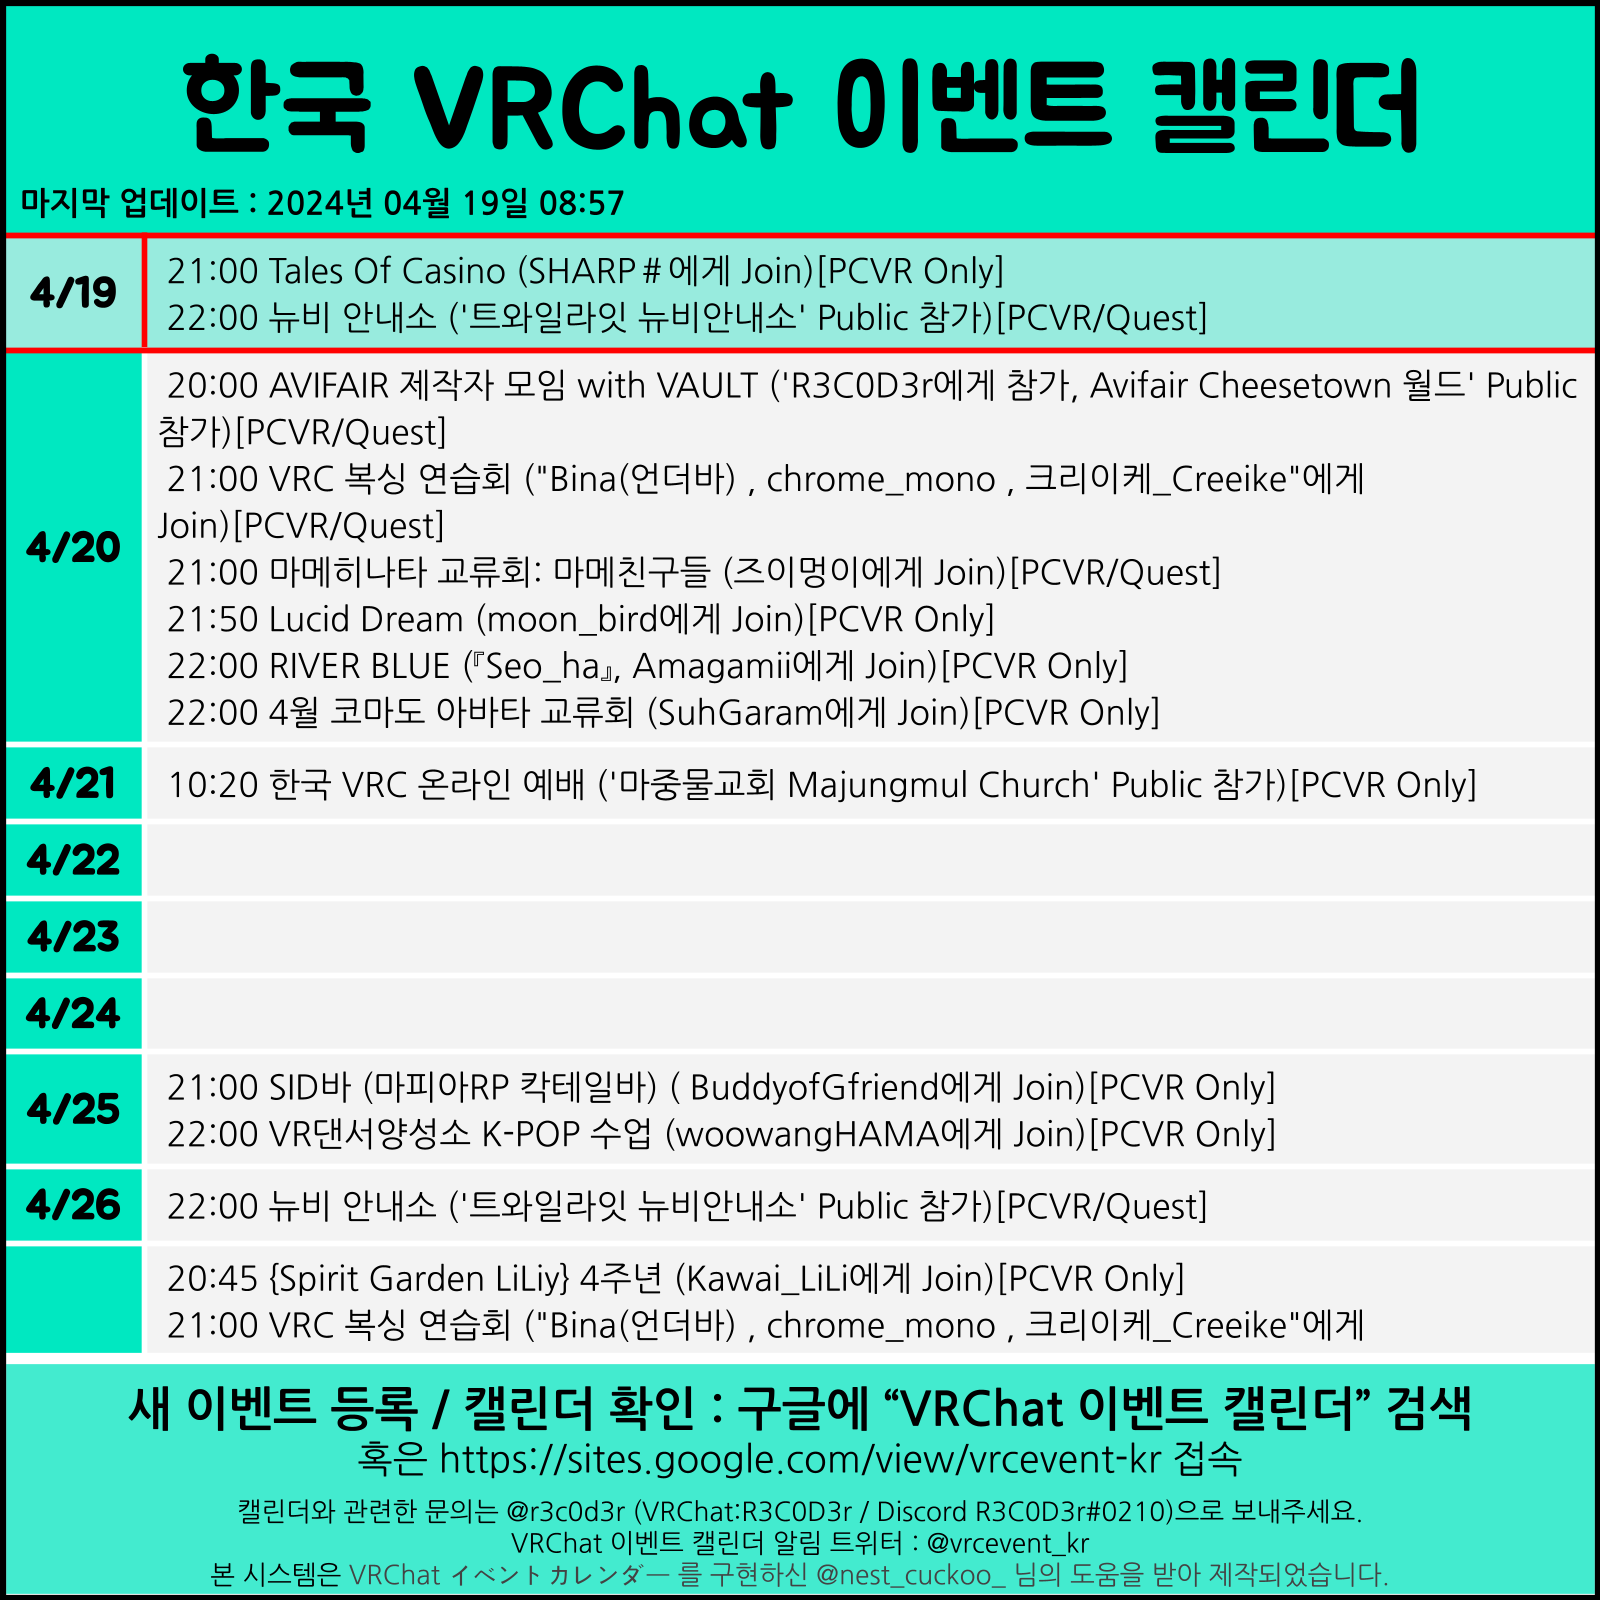 한국 VRChat 이벤트 캘린더
마지막 업데이트 : 2024년 04월 19일 08:57
4/19
21:00 Tales Of Casino (SHARP#에게 Join)[PCVR Only]
22:00 뉴비 안내소 ('트와일라잇 뉴비안내소' Public 참가)[PCVR/Quest]
4/20
20:00 AVIFAIR 제작자 모임 with VAULT ('R3C0D3r에게 참가, Avifair Cheesetown 월드' Public
참가)[PCVR/Quest]
21:00 VRC 복싱 연습회 ("Bina(언더바) , chrome_mono , 크리이케_Creeike"에게
Join)[PCVR/Quest]
21:00 마메히나타 교류회: 마메친구들 (즈이멍이에게 Join)[PCVR/Quest]
21:50 Lucid Dream (moon_bird에게 Join)[PCVR Only]
22:00 RIVER BLUE (『Seo_ha』, Amagamii에게 Join)[PCVR Only]
22:00 4월 코마도 아바타 교류회 (SuhGaram에게 Join)[PCVR Only]
4/21
10:20 한국 VRC 온라인 예배 ('마중물교회 Majungmul Church' Public 참가)[PCVR Only]
4/22
4/23
4/24
4/25
21:00 SID바 (마피아RP 칵테일바) ( BuddyofGfriend에게 Join)[PCVR Only]
22:00 VR댄서양성소 K-POP 수업 (woowangHAMA에게 Join)[PCVR Only]
4/26
22:00 뉴비 안내소 ('트와일라잇 뉴비안내소' Public 참가)[PCVR/Quest]
20:45 {Spirit Garden LiLiy} 4주년 (Kawai_LiLi에게 Join)[PCVR Only]
21:00 VRC 복싱 연습회 ("Bina(언더바) , chrome_mono , 크리이케_Creeike"에게
새 이벤트 등록 / 캘린더 확인 : 구글에 “VRChat 이벤트 캘린더” 검색
혹은 https://sites.google.com/view/vrcevent-kr 접속
캘린더와 관련한 문의는 @r3c0d3r (VRChat:R3C0D3r / Discord R3C0D3r#0210)으로 보내주세요.
VRChat 이벤트 캘린더 알림 트위터 : @vrcevent_kr
본 시스템은 VRChat イベントカレンダー 를 구현하신 @nest_cuckoo_ 님의 도움을 받아 제작되었습니다.